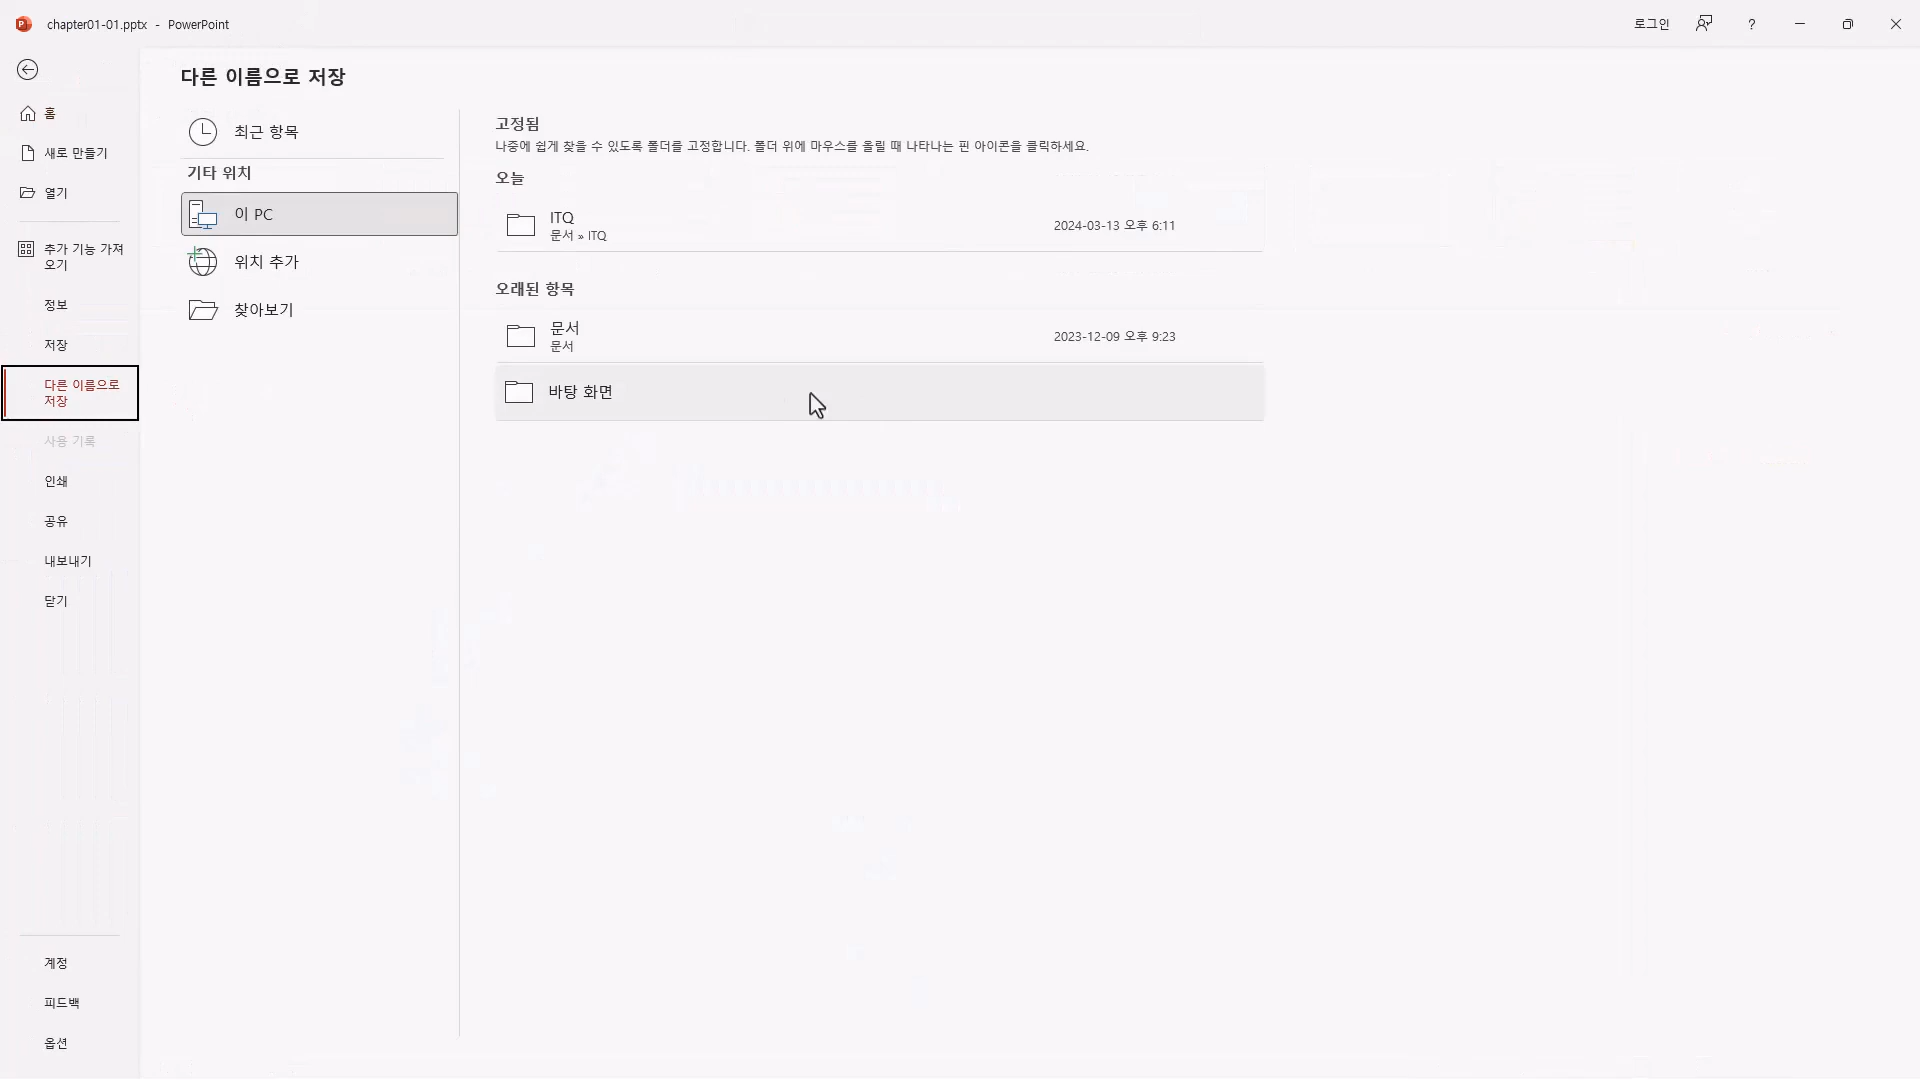 chapter01-01.pptx - PowerPoint
로그인
?
홈
새로 만들기
열기
추가 기능 가져
오기
정보
저장
다른 이름으로
저장
사용 기록
인쇄
공유
내보내기
닫기
계정
피드백
옵션
다른 이름으로 저장
최근 항목
기타 위치
이 PC
위치 추가
찾아보기
고정됨
나중에 쉽게 찾을 수 있도록 폴더를 고정합니다. 폴더 위에 마우스를 올릴 때 나타나는 핀 아이콘을 클릭하세요.
오늘
ITQ
문서 » ITQ
2024-03-13 오후 6:11
오래된 항목
문서
문서
2023-12-09 오후 9:23
바탕 화면